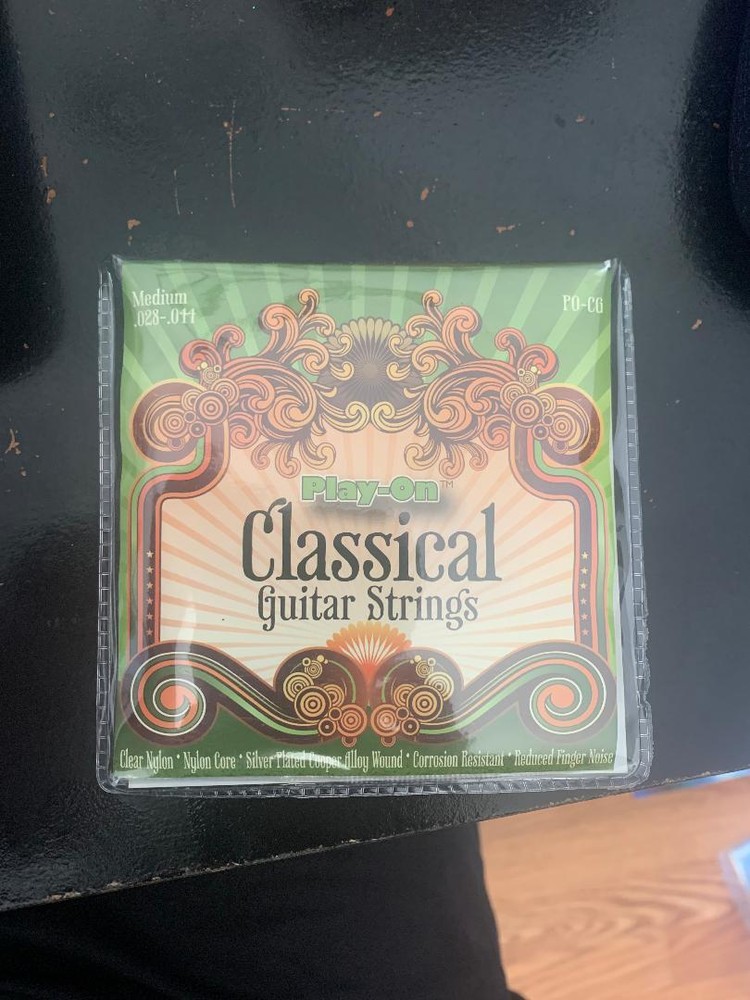 Medium
.028-.044
PO-CG
Play-On™
Classical
Guitar Strings
Clear Nylon • Nylon Core • Silver Plated Cooper Alloy Wound • Corrosion Resistant • Reduced Finger Noise